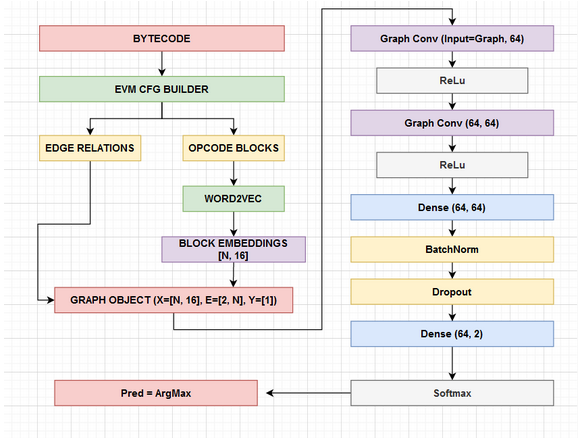 BYTECODE
EVM CFG BUILDER
EDGE RELATIONS
OPCODE BLOCKS
WORD2VEC
BLOCK EMBEDDINGS
[N, 16]
GRAPH OBJECT (X=[N, 16], E=[2, N], Y=[1])
Graph Conv (Input=Graph, 64)
ReLu
Graph Conv (64, 64)
ReLu
Dense (64, 64)
BatchNorm
Dropout
Dense (64, 2)
Softmax
Pred = ArgMax